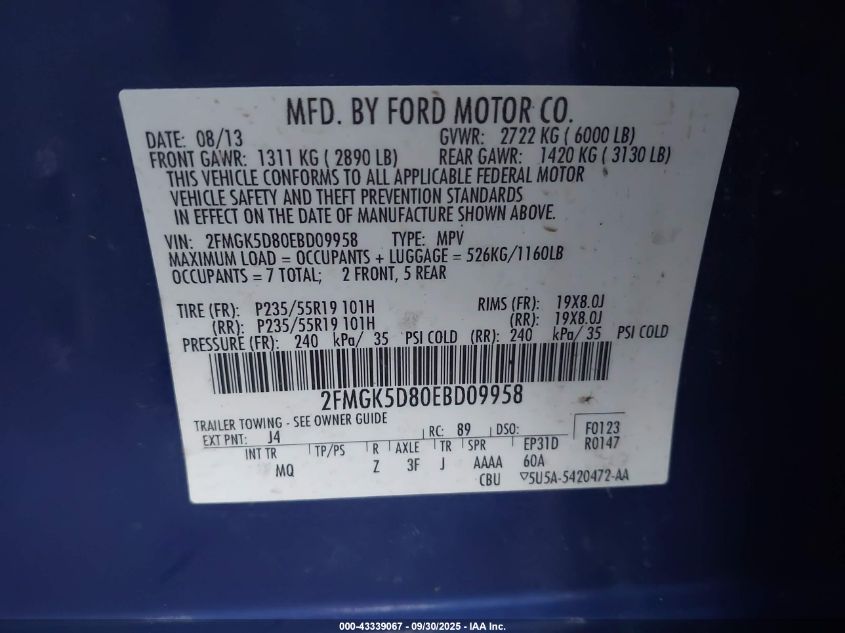 MFD. BY FORD MOTOR CO.
DATE: 08/13 GVWR: 2722 KG ( 6000 LB)
FRONT GAWR: 1311 KG ( 2890 LB) REAR GAWR: 1420 KG ( 3130 LB)
THIS VEHICLE CONFORMS TO ALL APPLICABLE FEDERAL MOTOR
VEHICLE SAFETY AND THEFT PREVENTION STANDARDS
IN EFFECT ON THE DATE OF MANUFACTURE SHOWN ABOVE.
VIN: 2FMGK5D80EBD09958 TYPE: MPV
MAXIMUM LOAD = OCCUPANTS + LUGGAGE = 526KG/1160LB
OCCUPANTS = 7 TOTAL; 2 FRONT, 5 REAR
TIRE (FR): P235/55R19 101H RIMS (FR): 19X8.0J
(RR): P235/55R19 101H (RR): 19X8.0J
PRESSURE (FR): 240 kPa/ 35 PSI COLD (RR): 240 kPa/ 35 PSI COLD
2FMGK5D80EBD09958
TRAILER TOWING - SEE OWNER GUIDE
EXT PNT: J4 RC: 89 DSO: F0123
R0147
INT TR TP/PS R AXLE TR SPR EP31D
MQ Z 3F J AAAA 60A
CBU ▽5U5A-5420472-AA
000-43339067 - 09/30/2025 - IAA Inc.